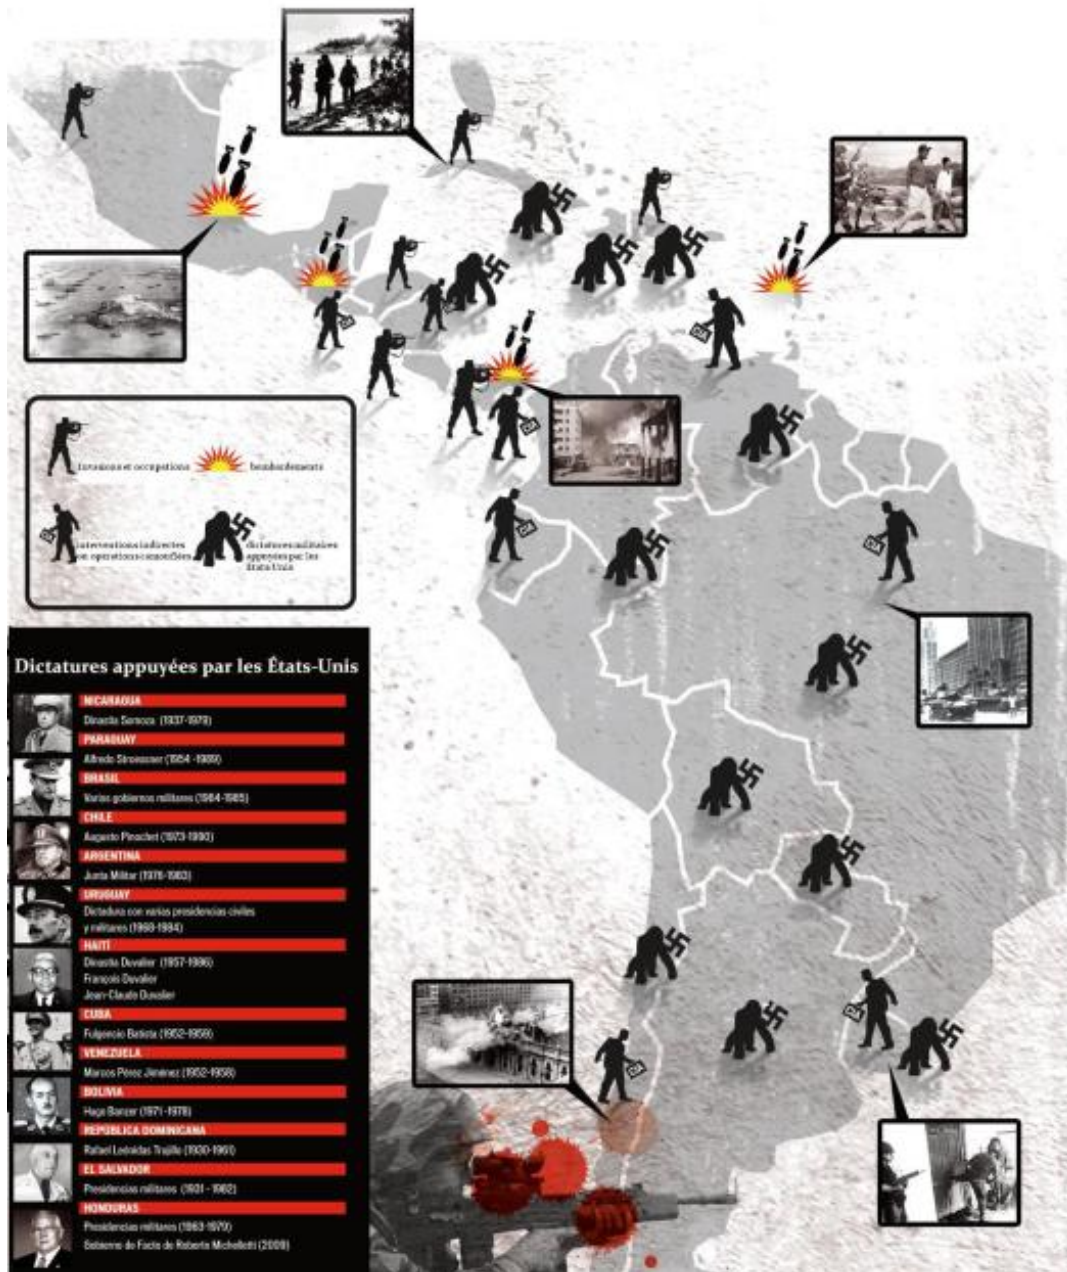 Invasions et occupations
bombardements
interventions indirectes
ou opérations camouflées
dictatures militaires
appuyées par les
États Unis
Dictatures appuyées par les États-Unis
NICARAGUA
Dinastía Somoza (1937-1979)
PARAGUAY
Alfredo Stroessner (1954 -1989)
BRASIL
Varios gobiernos militares (1964-1985)
CHILE
Augusto Pinochet (1973-1990)
ARGENTINA
Junta Militar (1976-1983)
URUGUAY
Dictadura con varias presidencias civiles
y militares (1969-1984)
HAITÍ
Dinastía Duvalier (1957-1986)
François Duvalier
Jean-Claude Duvalier
CUBA
Fulgencio Batista (1952-1959)
VENEZUELA
Marcos Pérez Jiménez (1952-1958)
BOLIVIA
Hugo Banzer (1971 -1978)
REPÚBLICA DOMINICANA
Rafael Leónidas Trujillo (1930-1961)
EL SALVADOR
Presidencias militares (1931 - 1982)
HONDURAS
Presidencias militares (1963-1979)
Gobierno de Facto de Roberto Michelletti (2009)